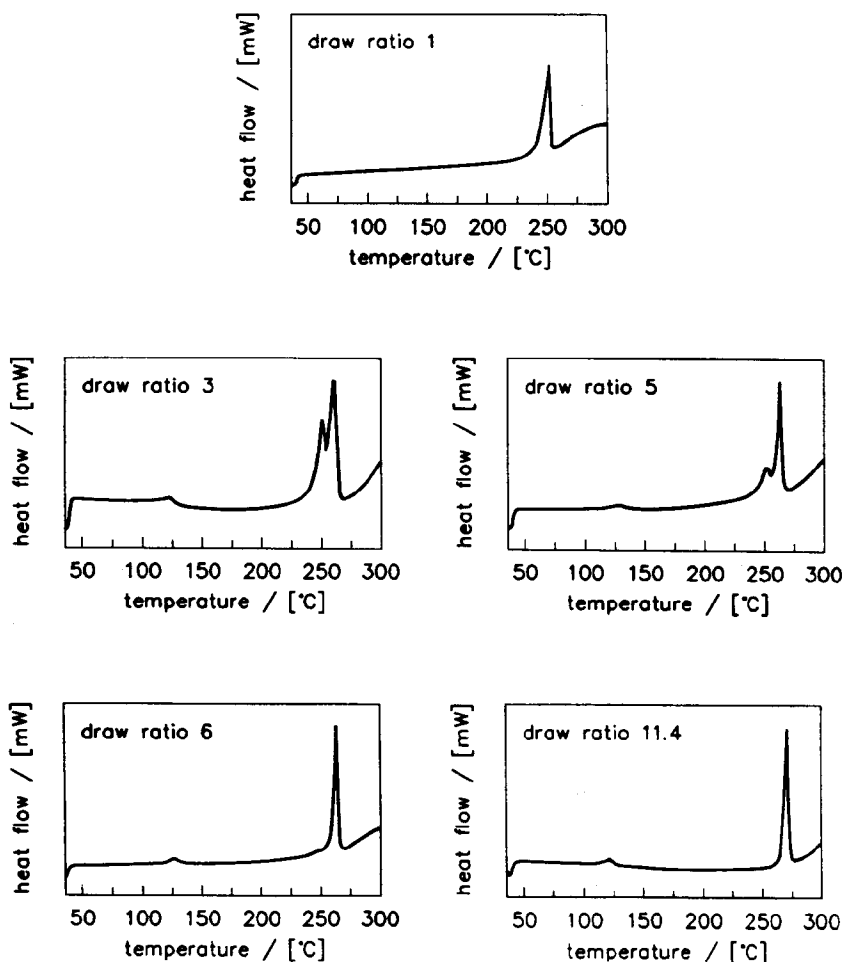 draw ratio 1
heat flow / [mW]
50 100 150 200 250 300
temperature / [°C]
draw ratio 3
heat flow / [mW]
50 100 150 200 250 300
temperature / [°C]
draw ratio 5
heat flow / [mW]
50 100 150 200 250 300
temperature / [°C]
draw ratio 6
heat flow / [mW]
50 100 150 200 250 300
temperature / [°C]
draw ratio 11.4
heat flow / [mW]
50 100 150 200 250 300
temperature / [°C]